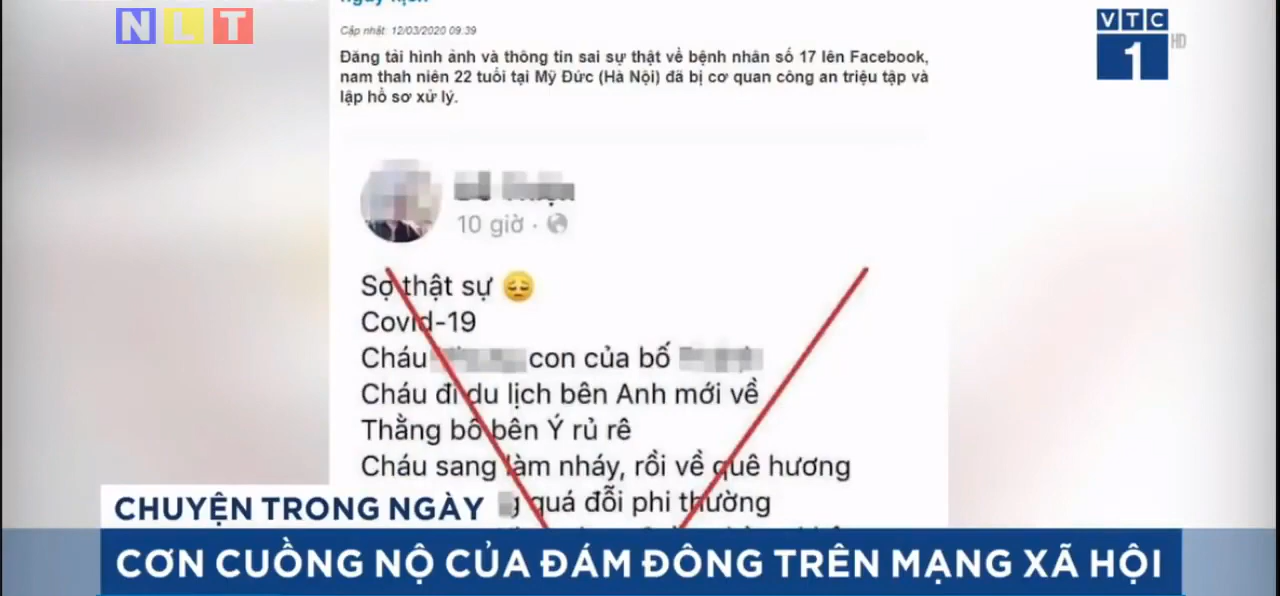 NLT
VTC
1
HD
Cập nhật: 12/03/2020 09:39
Đăng tải hình ảnh và thông tin sai sự thật về bệnh nhân số 17 lên Facebook,
nam thah niên 22 tuổi tại Mỹ Đức (Hà Nội) đã bị cơ quan công an triệu tập và
lập hồ sơ xử lý.
10 giờ ·
Sợ thật sự 😔
Covid-19
Cháu con của bố
Cháu đi du lịch bên Anh mới về
Thằng bồ bên Ý rủ rê
Cháu sang làm nháy, rồi về quê hương
quá đỗi phi thường
CHUYỆN TRONG NGÀY
CƠN CUỒNG NỘ CỦA ĐÁM ĐÔNG TRÊN MẠNG XÃ HỘI